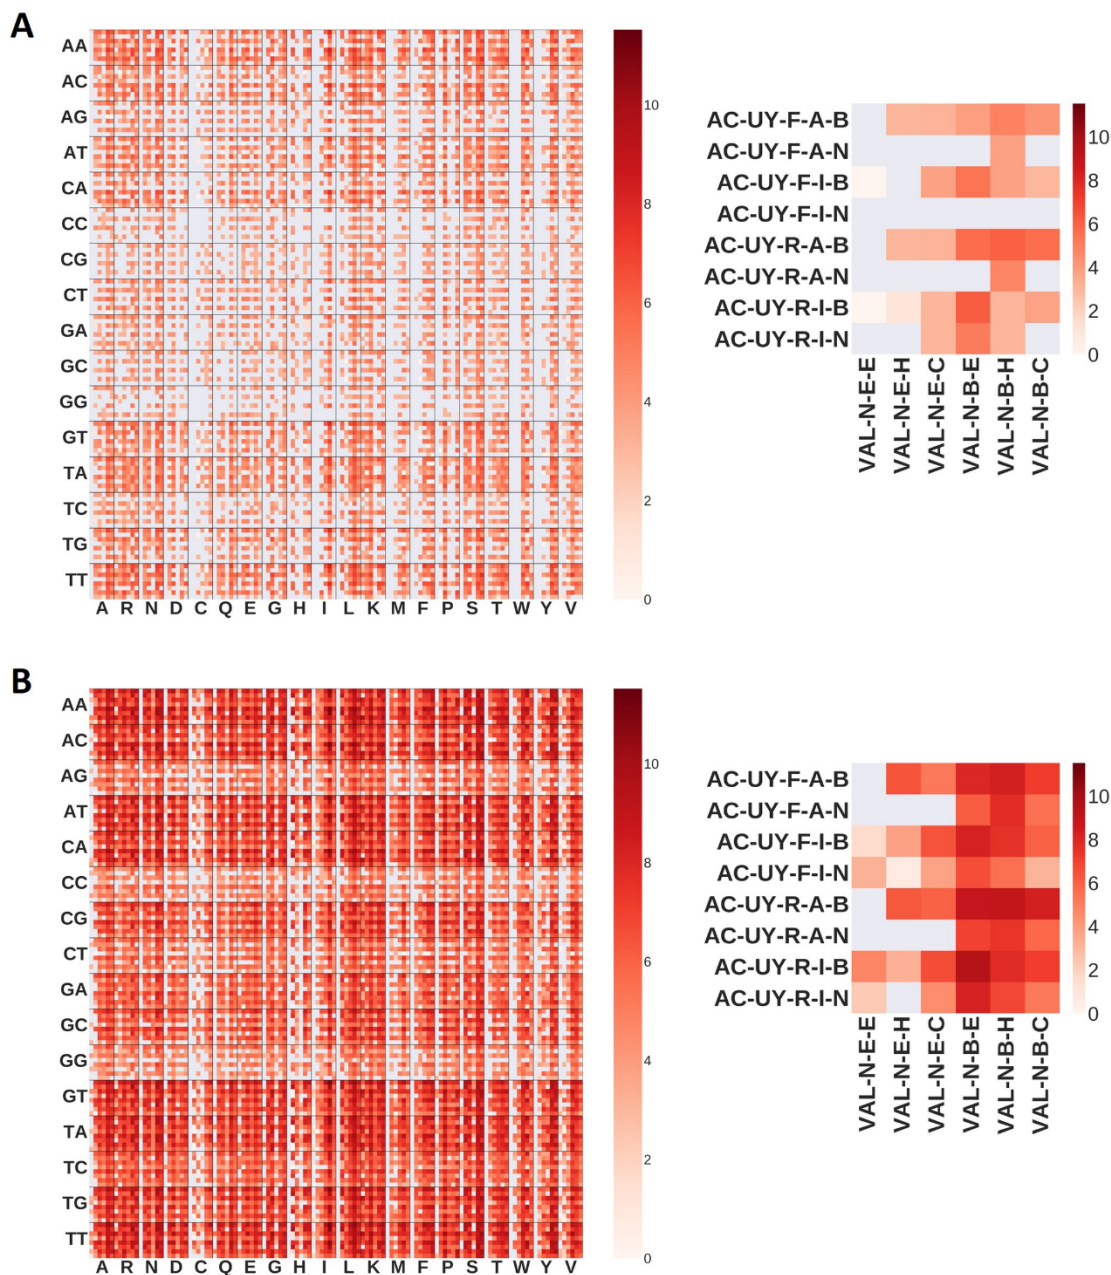 A
AA
AC
AG
AT
CA
CC
CG
CT
GA
GC
GG
GT
TA
TC
TG
TT
A R N D C Q E G H I L K M F P S T W Y V
10
8
6
4
2
0
AC-UY-F-A-B
AC-UY-F-A-N
AC-UY-F-I-B
AC-UY-F-I-N
AC-UY-R-A-B
AC-UY-R-A-N
AC-UY-R-I-B
AC-UY-R-I-N
VAL-N-E-E
VAL-N-E-H
VAL-N-E-C
VAL-N-B-E
VAL-N-B-H
VAL-N-B-C
10
8
6
4
2
0
B
AA
AC
AG
AT
CA
CC
CG
CT
GA
GC
GG
GT
TA
TC
TG
TT
A R N D C Q E G H I L K M F P S T W Y V
10
8
6
4
2
0
AC-UY-F-A-B
AC-UY-F-A-N
AC-UY-F-I-B
AC-UY-F-I-N
AC-UY-R-A-B
AC-UY-R-A-N
AC-UY-R-I-B
AC-UY-R-I-N
VAL-N-E-E
VAL-N-E-H
VAL-N-E-C
VAL-N-B-E
VAL-N-B-H
VAL-N-B-C
10
8
6
4
2
0